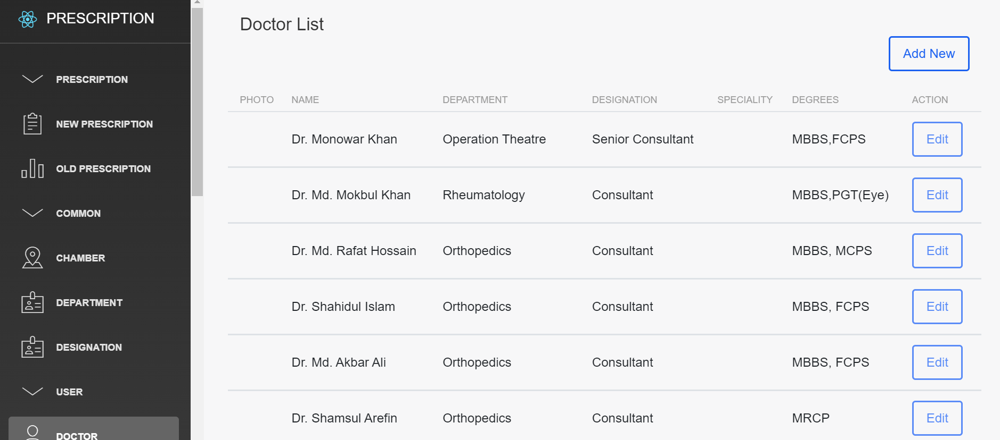 PRESCRIPTION
PRESCRIPTION
NEW PRESCRIPTION
OLD PRESCRIPTION
COMMON
CHAMBER
DEPARTMENT
DESIGNATION
USER
DOCTOR
Doctor List
Add New
PHOTO NAME DEPARTMENT DESIGNATION SPECIALITY DEGREES ACTION
Dr. Monowar Khan Operation Theatre Senior Consultant MBBS,FCPS Edit
Dr. Md. Mokbul Khan Rheumatology Consultant MBBS,PGT(Eye) Edit
Dr. Md. Rafat Hossain Orthopedics Consultant MBBS, MCPS Edit
Dr. Shahidul Islam Orthopedics Consultant MBBS, FCPS Edit
Dr. Md. Akbar Ali Orthopedics Consultant MBBS, FCPS Edit
Dr. Shamsul Arefin Orthopedics Consultant MRCP Edit